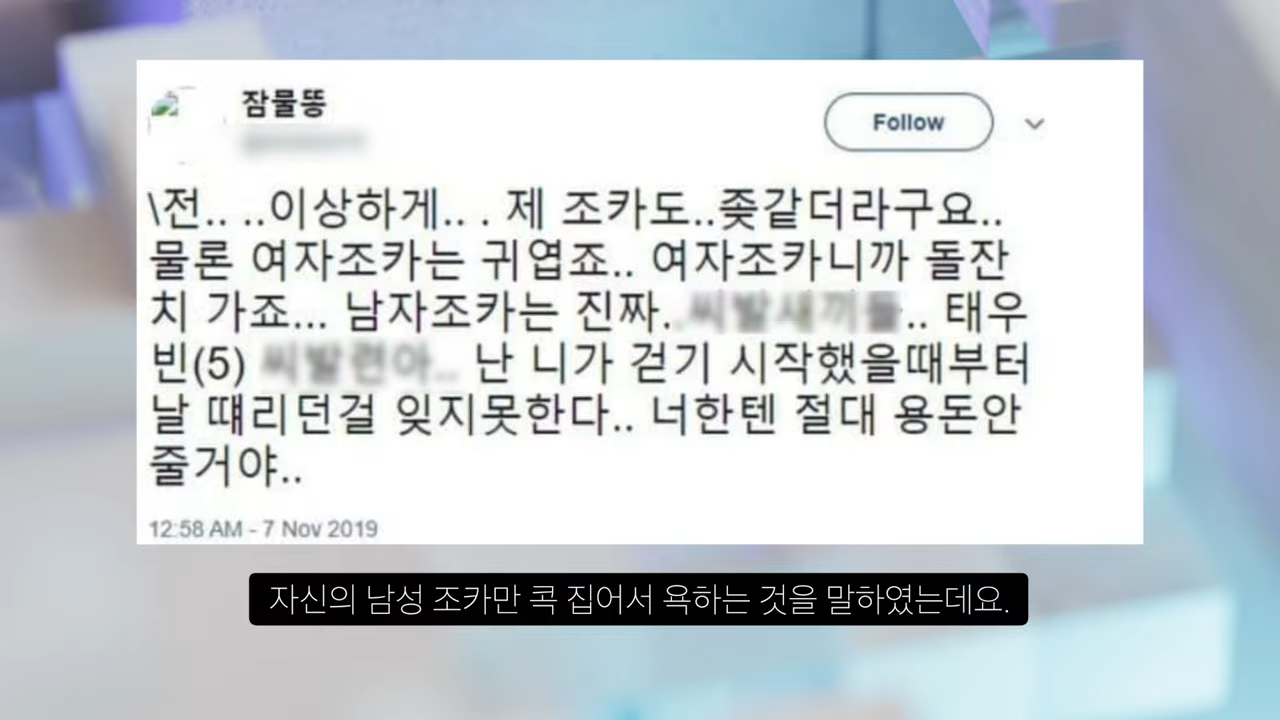 잠물똥
Follow
\전.. ..이상하게.. . 제 조카도..좆같더라구요..
물론 여자조카는 귀엽죠.. 여자조카니까 돌잔
치 가죠... 남자조카는 진짜.. .. 태우
빈(5) 난 니가 걷기 시작했을때부터
날 떄리던걸 잊지못한다.. 너한텐 절대 용돈안
줄거야..
12:58 AM - 7 Nov 2019
자신의 남성 조카만 콕 집어서 욕하는 것을 말하였는데요.